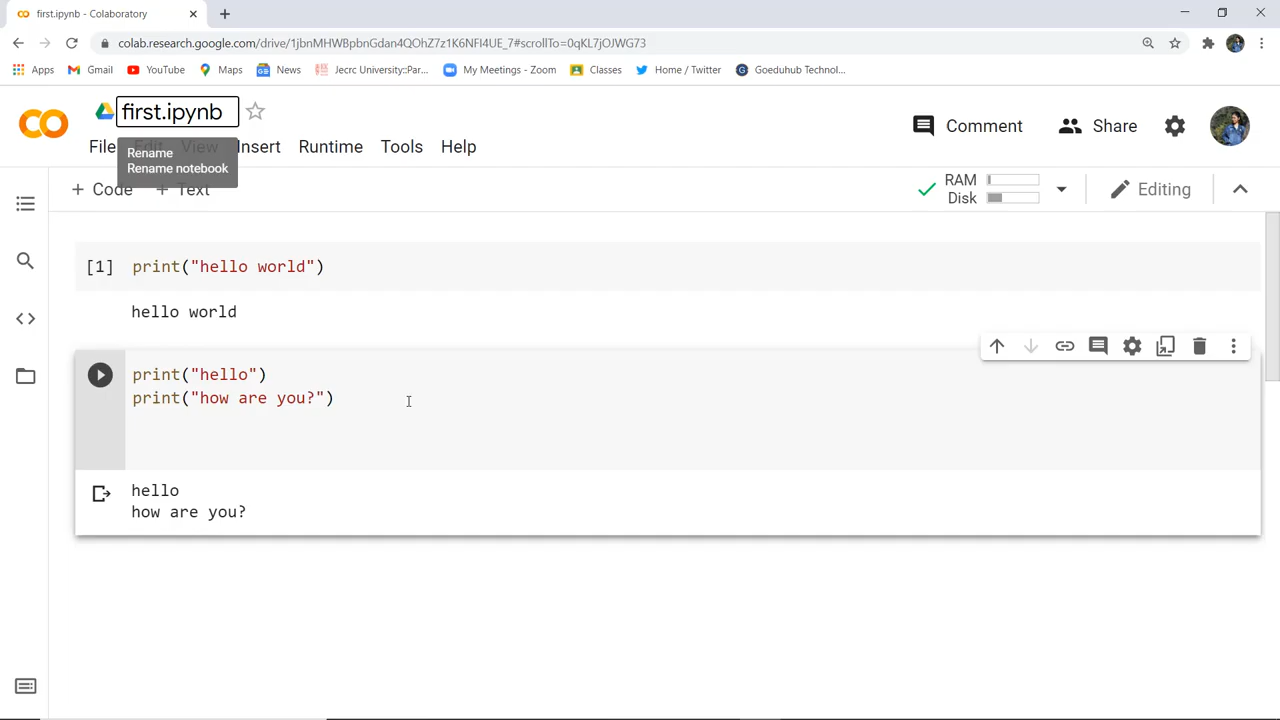 first.ipynb - Colaboratory
colab.research.google.com/drive/1jbnMHWBpbnGdan4QOhZ7z1K6NFI4UE_7#scrollTo=0qKL7jOJWG73
Apps Gmail YouTube Maps News Jecrc University::Par... My Meetings - Zoom Classes Home / Twitter Goeduhub Technol...
first.ipynb
Comment Share
File Edit View Insert Runtime Tools Help
Rename
Rename notebook
+ Code + Text
RAM
Disk
Editing
[1] print("hello world")
hello world
print("hello")
print("how are you?")
hello
how are you?